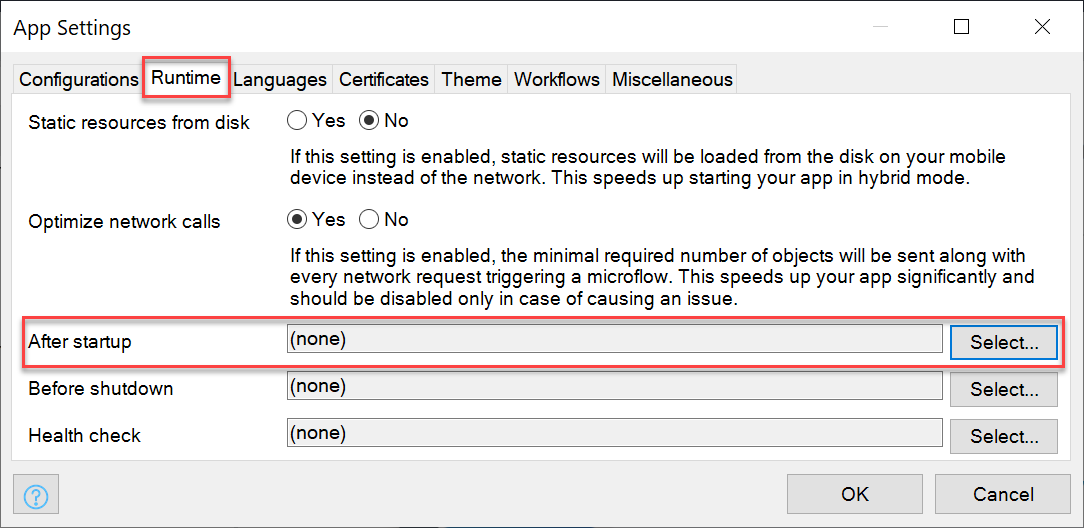 App Settings
Configurations Runtime Languages Certificates Theme Workflows Miscellaneous
Static resources from disk Yes No
If this setting is enabled, static resources will be loaded from the disk on your mobile
device instead of the network. This speeds up starting your app in hybrid mode.
Optimize network calls Yes No
If this setting is enabled, the minimal required number of objects will be sent along with
every network request triggering a microflow. This speeds up your app significantly and
should be disabled only in case of causing an issue.
After startup (none) Select...
Before shutdown (none) Select...
Health check (none) Select...
? OK Cancel